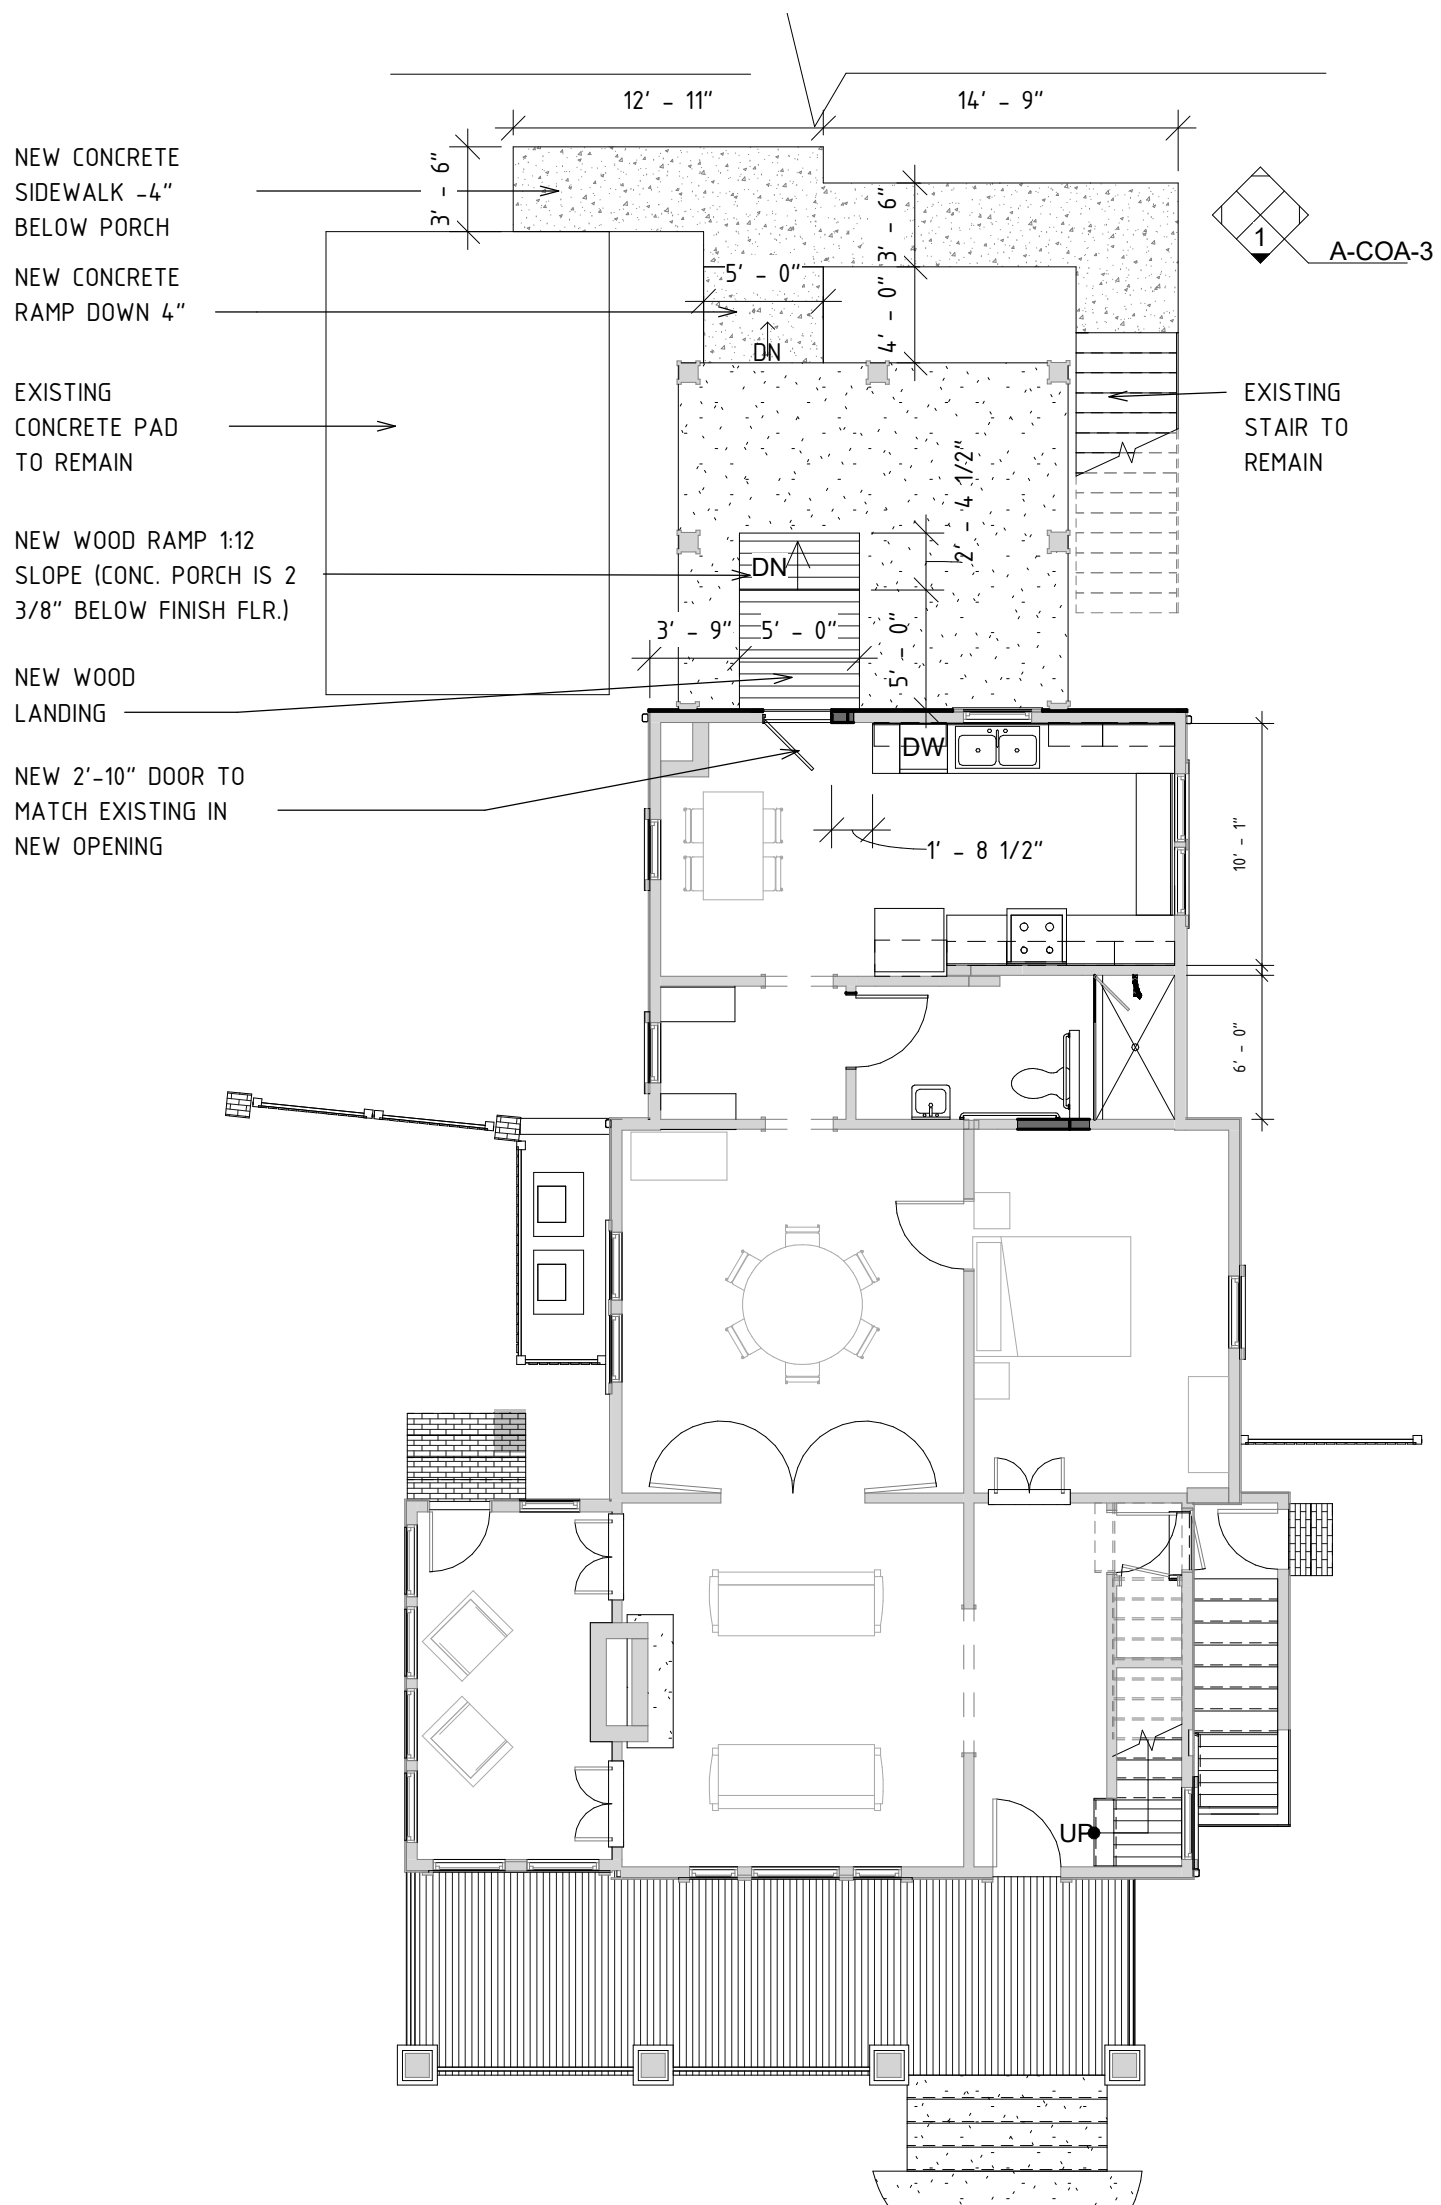 12' - 11"
14' - 9"
NEW CONCRETE
SIDEWALK -4"
BELOW PORCH
3' - 6"
3' - 6"
1
A-COA-3
NEW CONCRETE
RAMP DOWN 4"
5' - 0"
4' - 0"
DN
EXISTING
CONCRETE PAD
TO REMAIN
EXISTING
STAIR TO
REMAIN
2' - 4 1/2"
NEW WOOD RAMP 1:12
SLOPE (CONC. PORCH IS 2
3/8" BELOW FINISH FLR.)
DN
3' - 9"
5' - 0"
5' - 0"
NEW WOOD
LANDING
DW
NEW 2'-10" DOOR TO
MATCH EXISTING IN
NEW OPENING
1' - 8 1/2"
10' - 1"
6' - 0"
UP